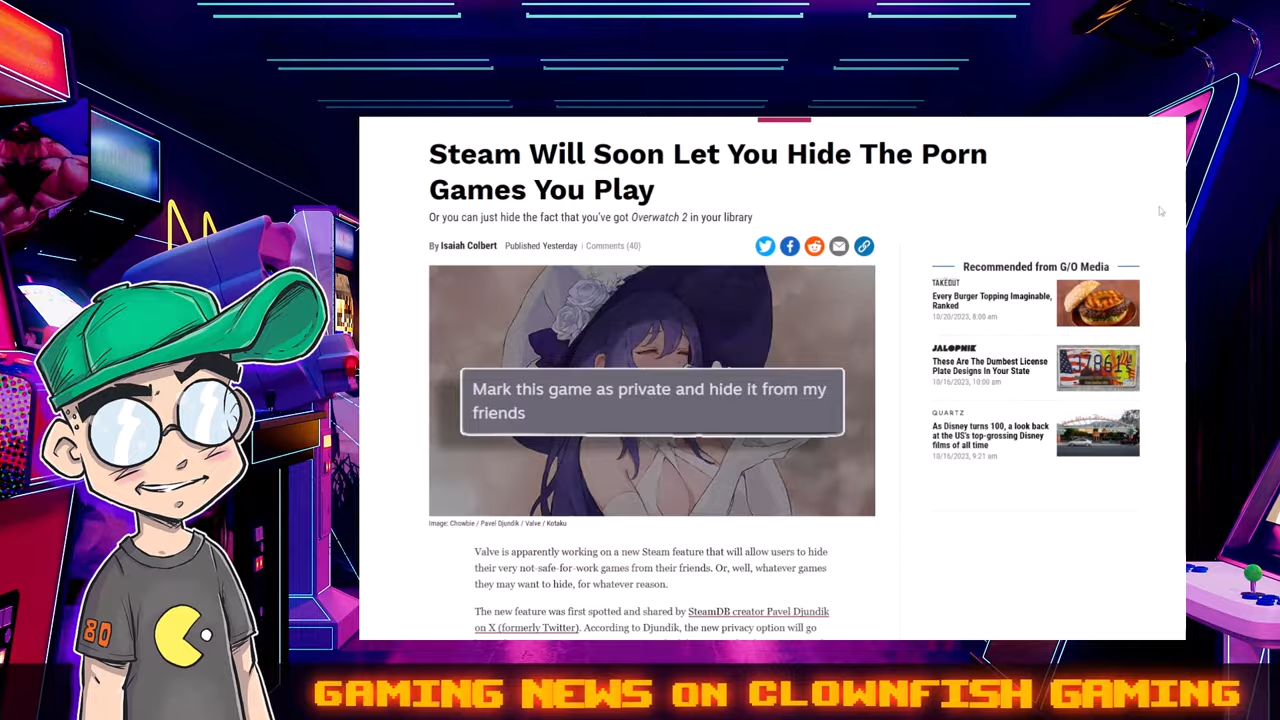 Steam Will Soon Let You Hide The Porn
Games You Play
Or you can just hide the fact that you've got Overwatch 2 in your library
By Isaiah Colbert Published Yesterday | Comments (40)
Mark this game as private and hide it from my
friends
Image: Chowbie / Pavel Djundik / Valve / Kotaku
Valve is apparently working on a new Steam feature that will allow users to hide
their very not-safe-for-work games from their friends. Or, well, whatever games
they may want to hide, for whatever reason.
The new feature was first spotted and shared by SteamDB creator Pavel Djundik
on X (formerly Twitter). According to Djundik, the new privacy option will go
Recommended from G/O Media
TAKEOUT
Every Burger Topping Imaginable,
Ranked
10/20/2023, 8:00 am
JALOPNIK
These Are The Dumbest License
Plate Designs In Your State
10/16/2023, 10:00 am
37861
QUARTZ
As Disney turns 100, a look back
at the US's top-grossing Disney
films of all time
10/16/2023, 9:21 am
80
GAMING NEWS ON CLOWNFISH GAMING